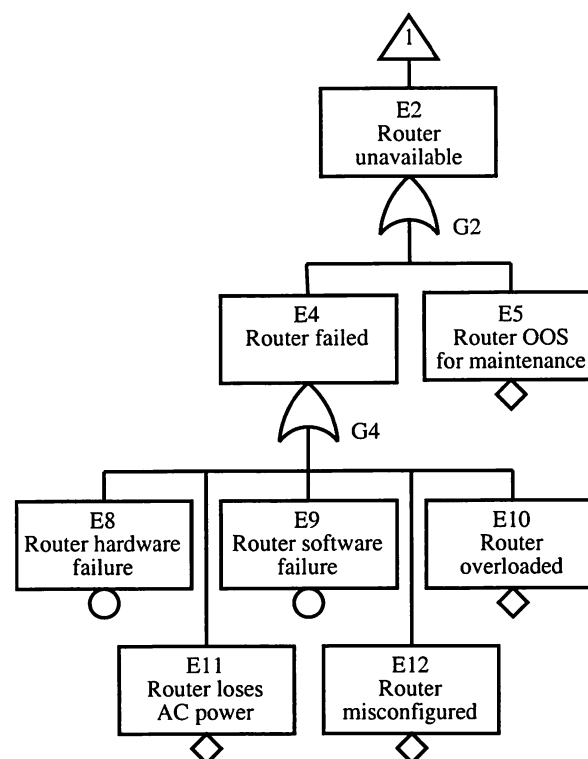 1
E2
Router
unavailable
G2
E4
Router failed
E5
Router OOS
for maintenance
G4
E8
Router hardware
failure
E9
Router software
failure
E10
Router
overloaded
E11
Router loses
AC power
E12
Router
misconfigured